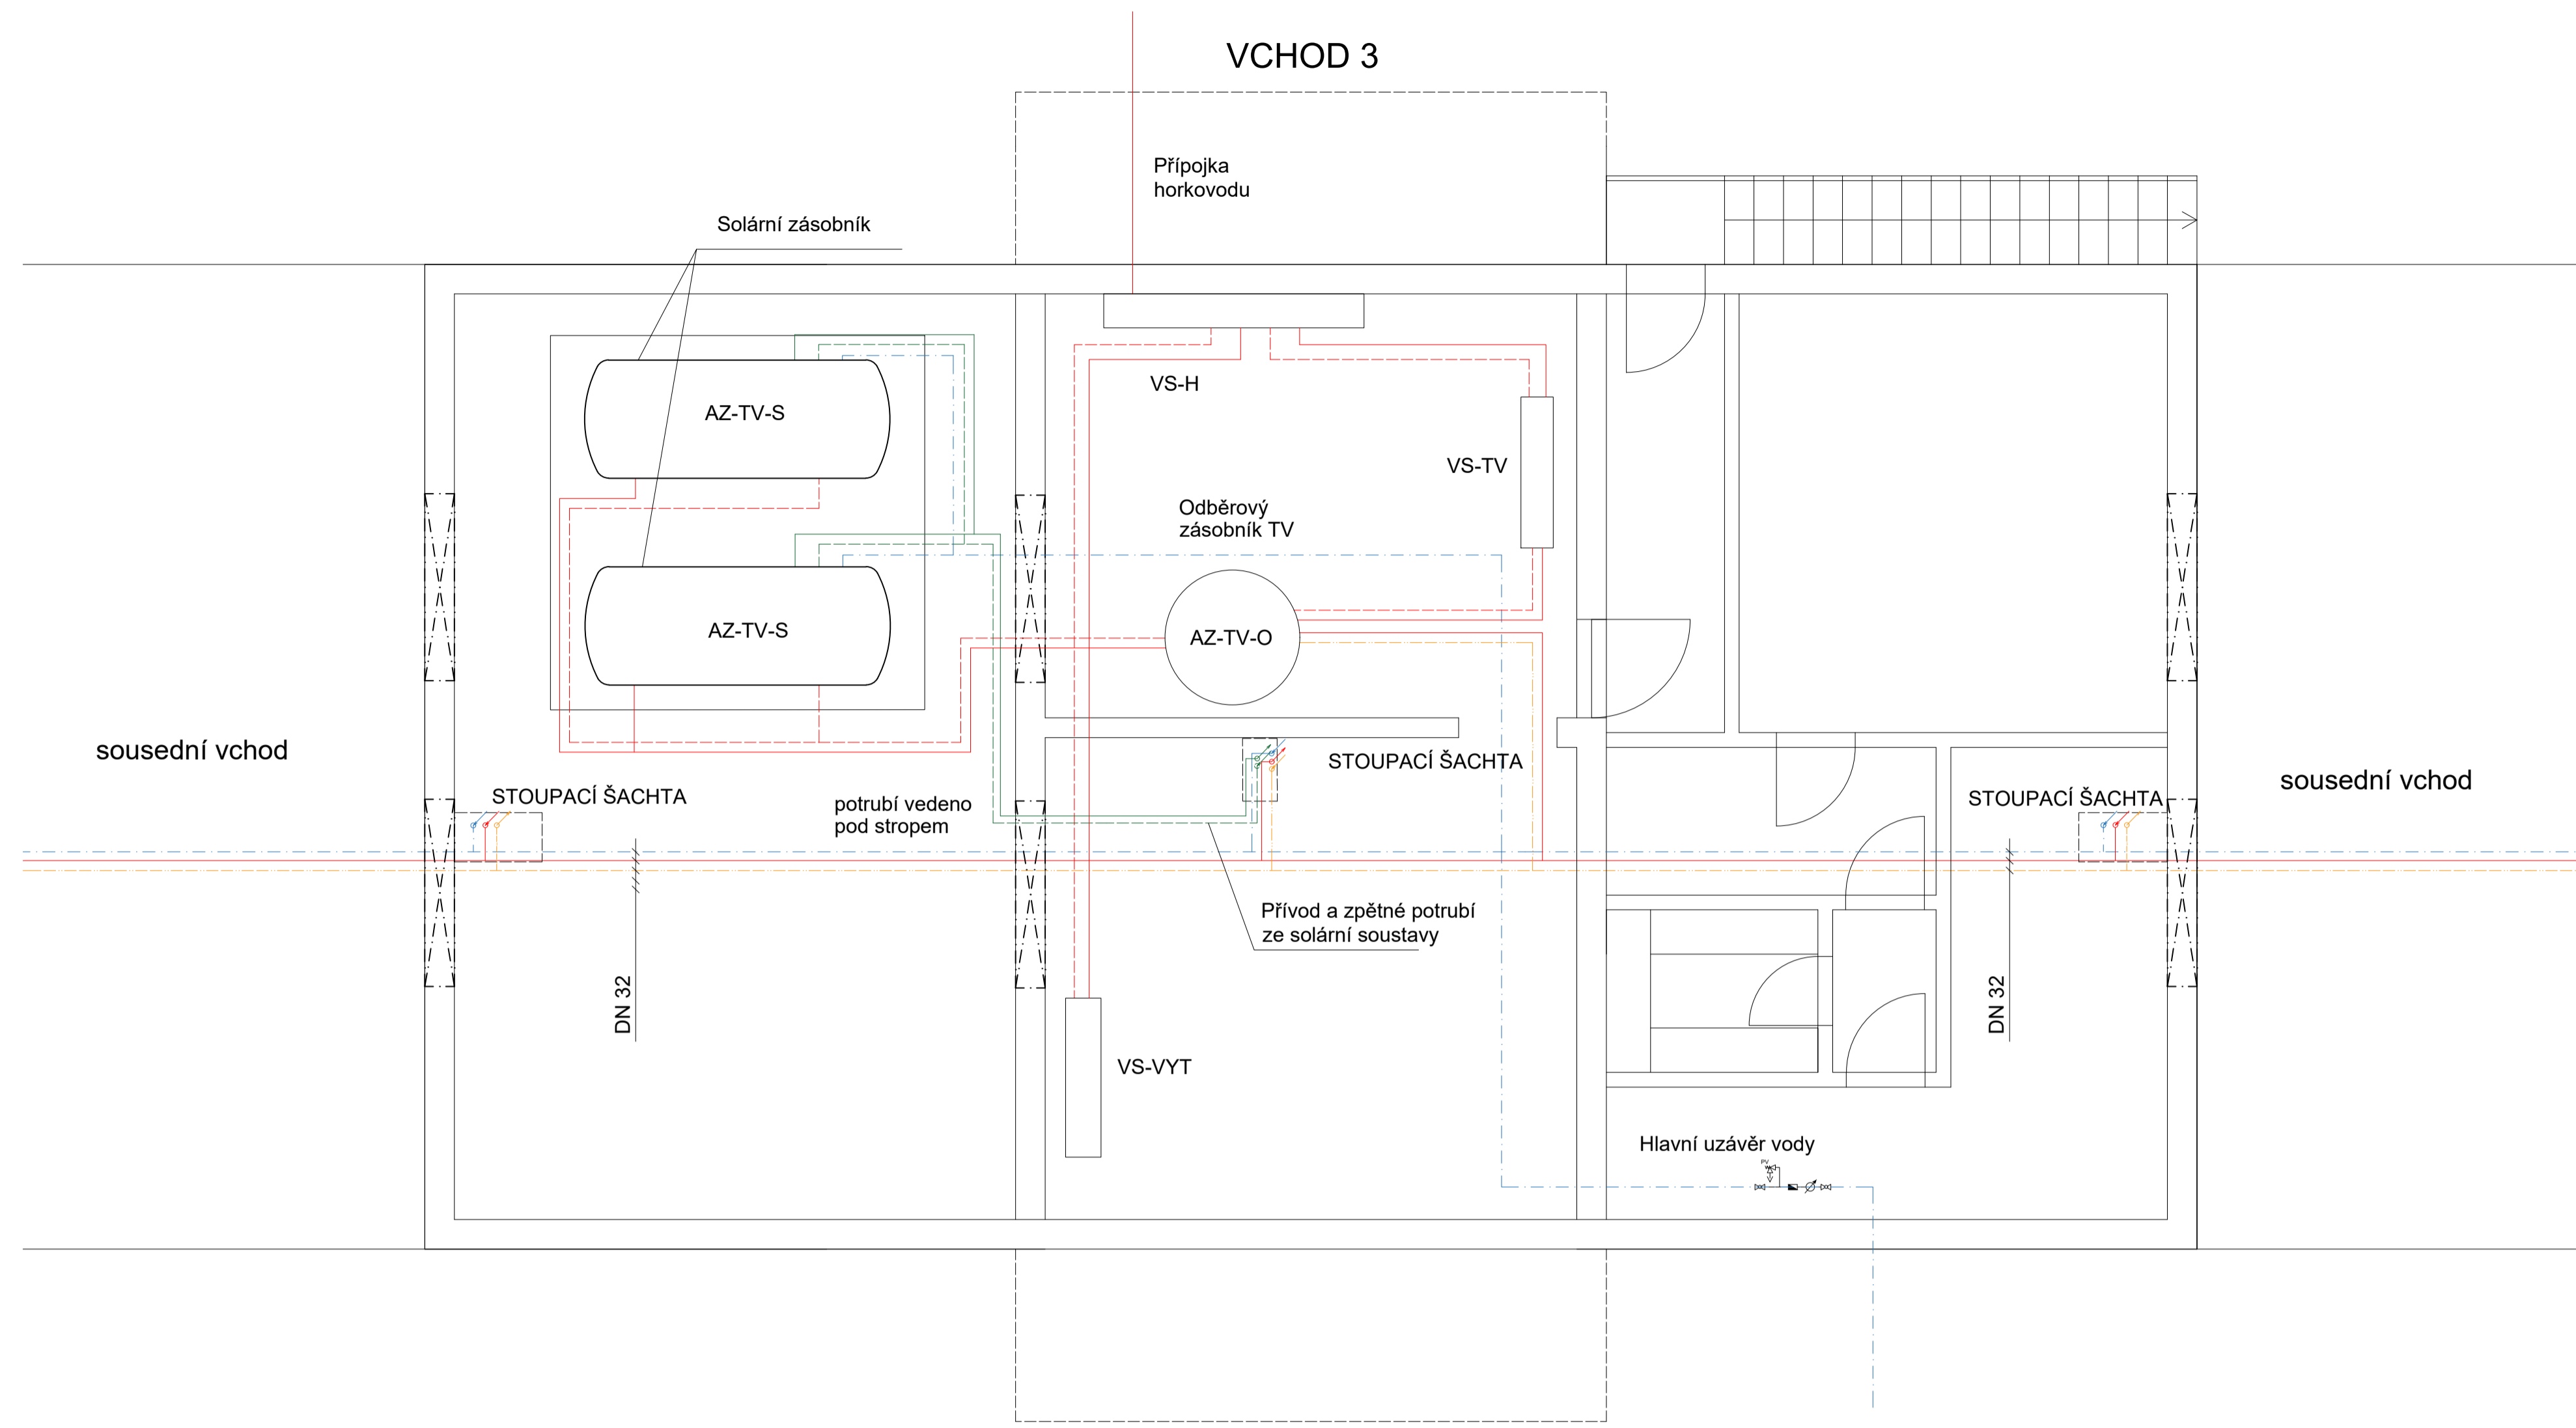 VCHOD 3
Přípojka
horkovodu
Solární zásobník
VS-H
AZ-TV-S
VS-TV
Odběrový
zásobník TV
AZ-TV-S
AZ-TV-O
sousední vchod
STOUPACÍ ŠACHTA
sousední vchod
STOUPACÍ ŠACHTA
STOUPACÍ ŠACHTA
potrubí vedeno
pod stropem
Přívod a zpětné potrubí
ze solární soustavy
DN 32
DN 32
VS-VYT
Hlavní uzávěr vody
PV